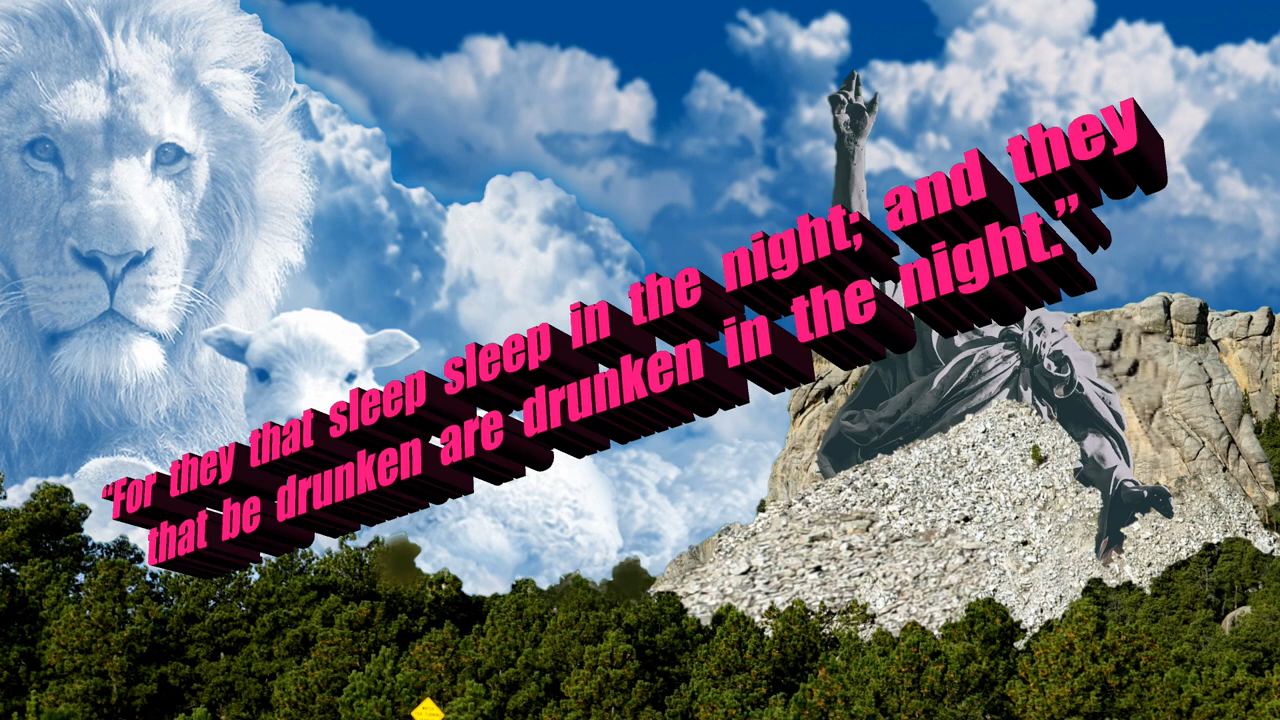 “For they that sleep sleep in the night; and they
that be drunken are drunken in the night.”